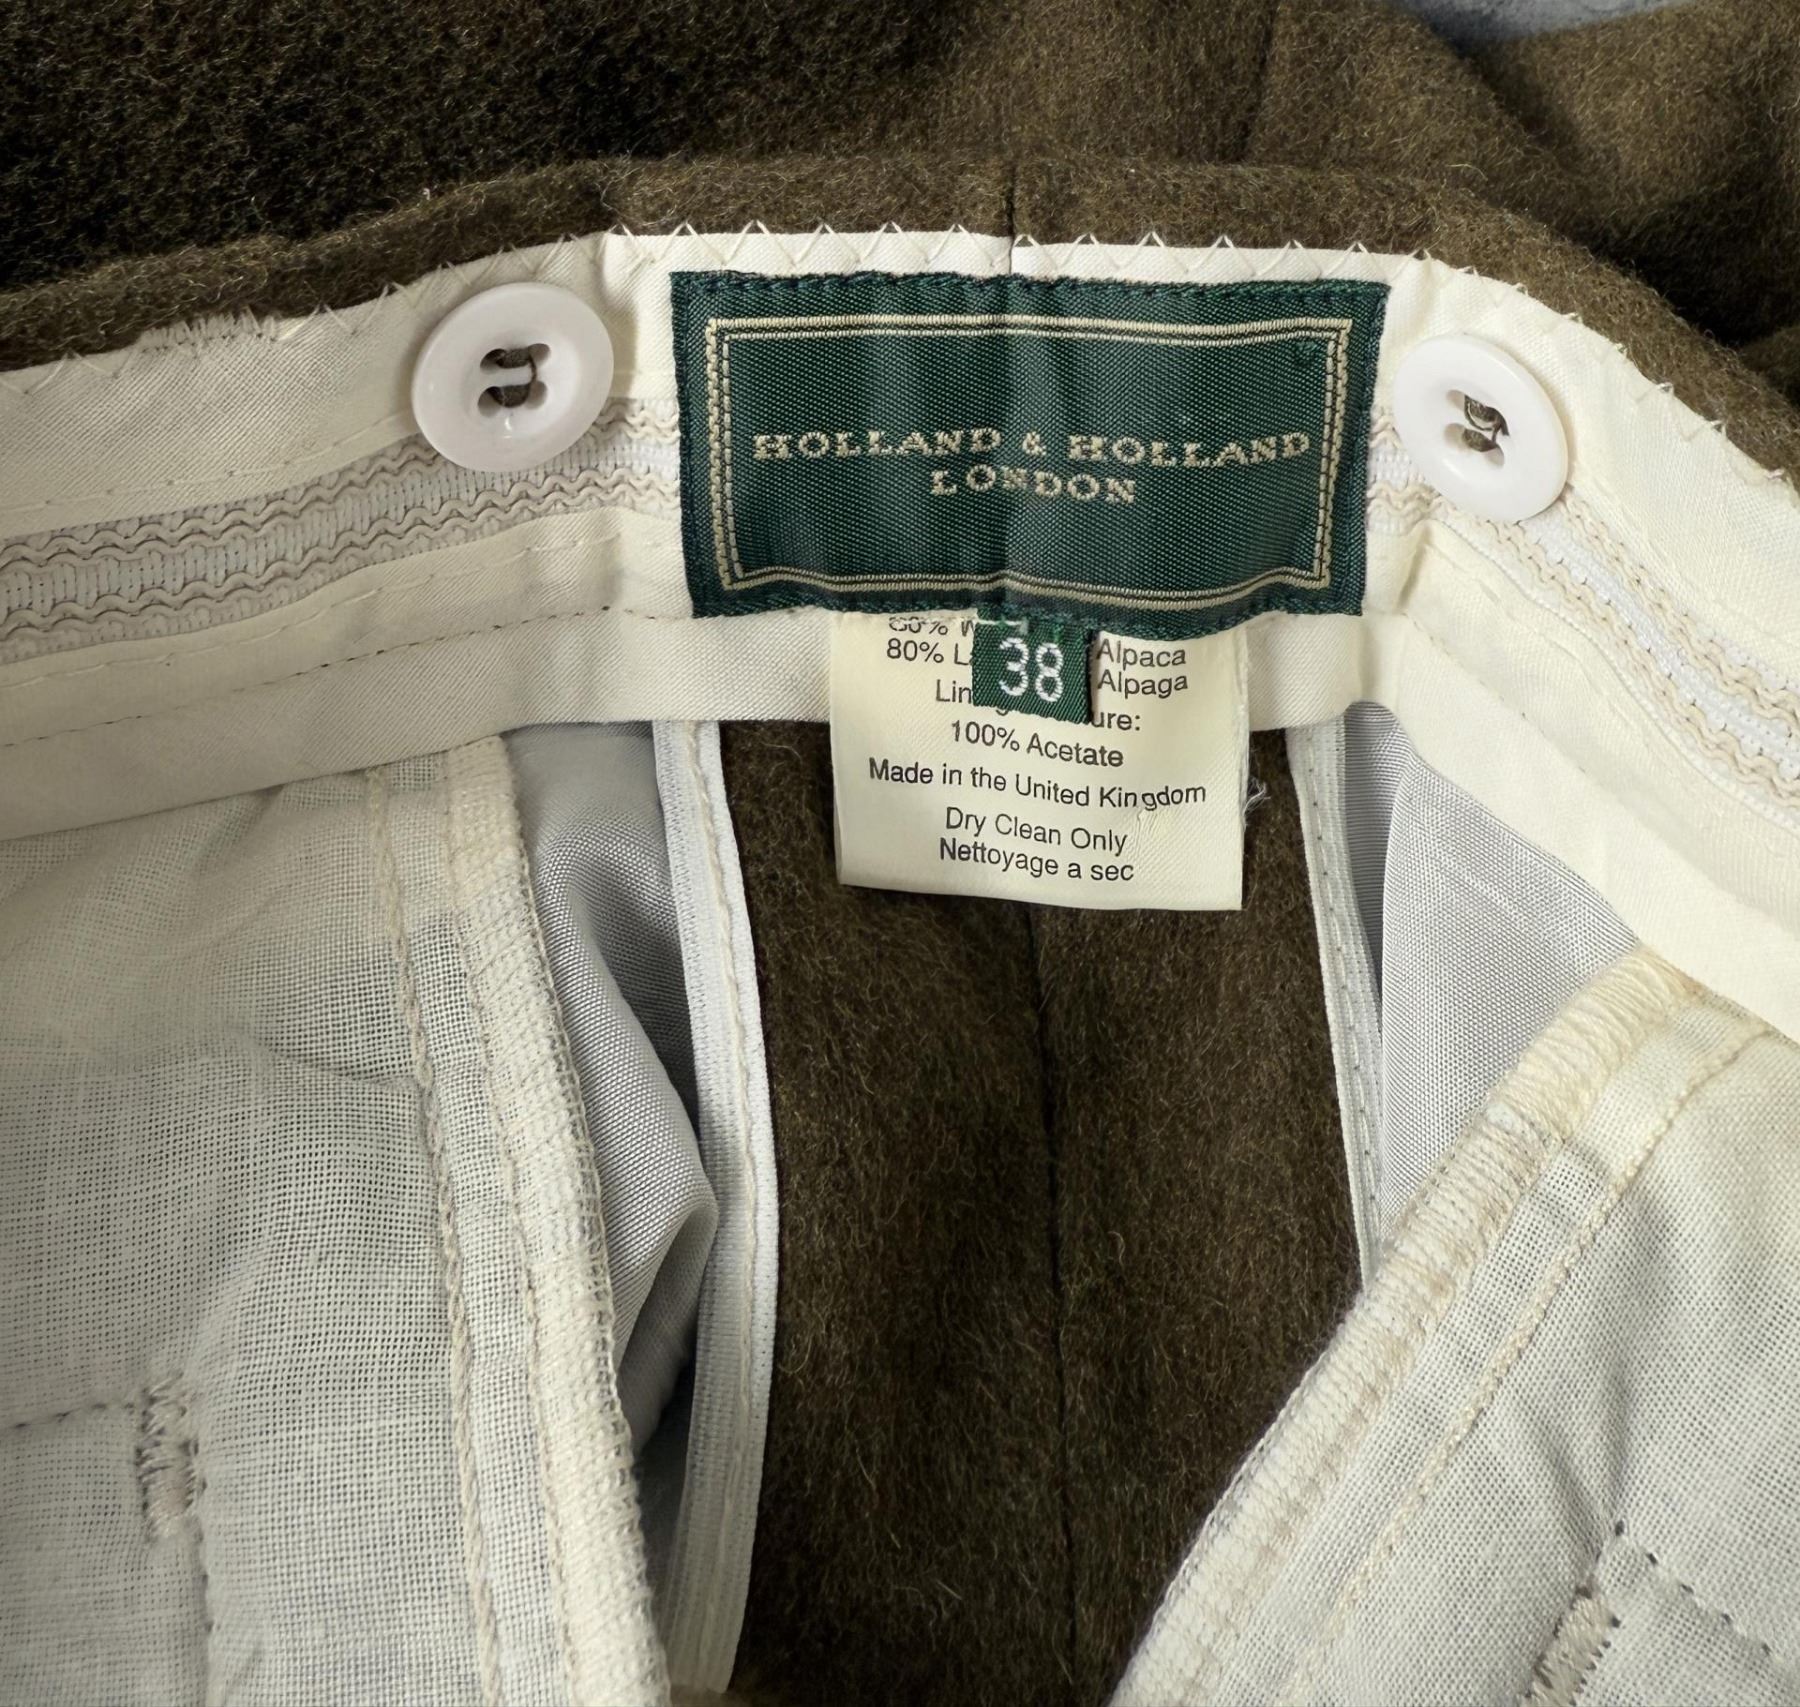 HOLLAND & HOLLAND
LONDON
38
80% Alpaca
80% Alpaga
100% Acetate
Made in the United Kingdom
Dry Clean Only
Nettoyage a sec